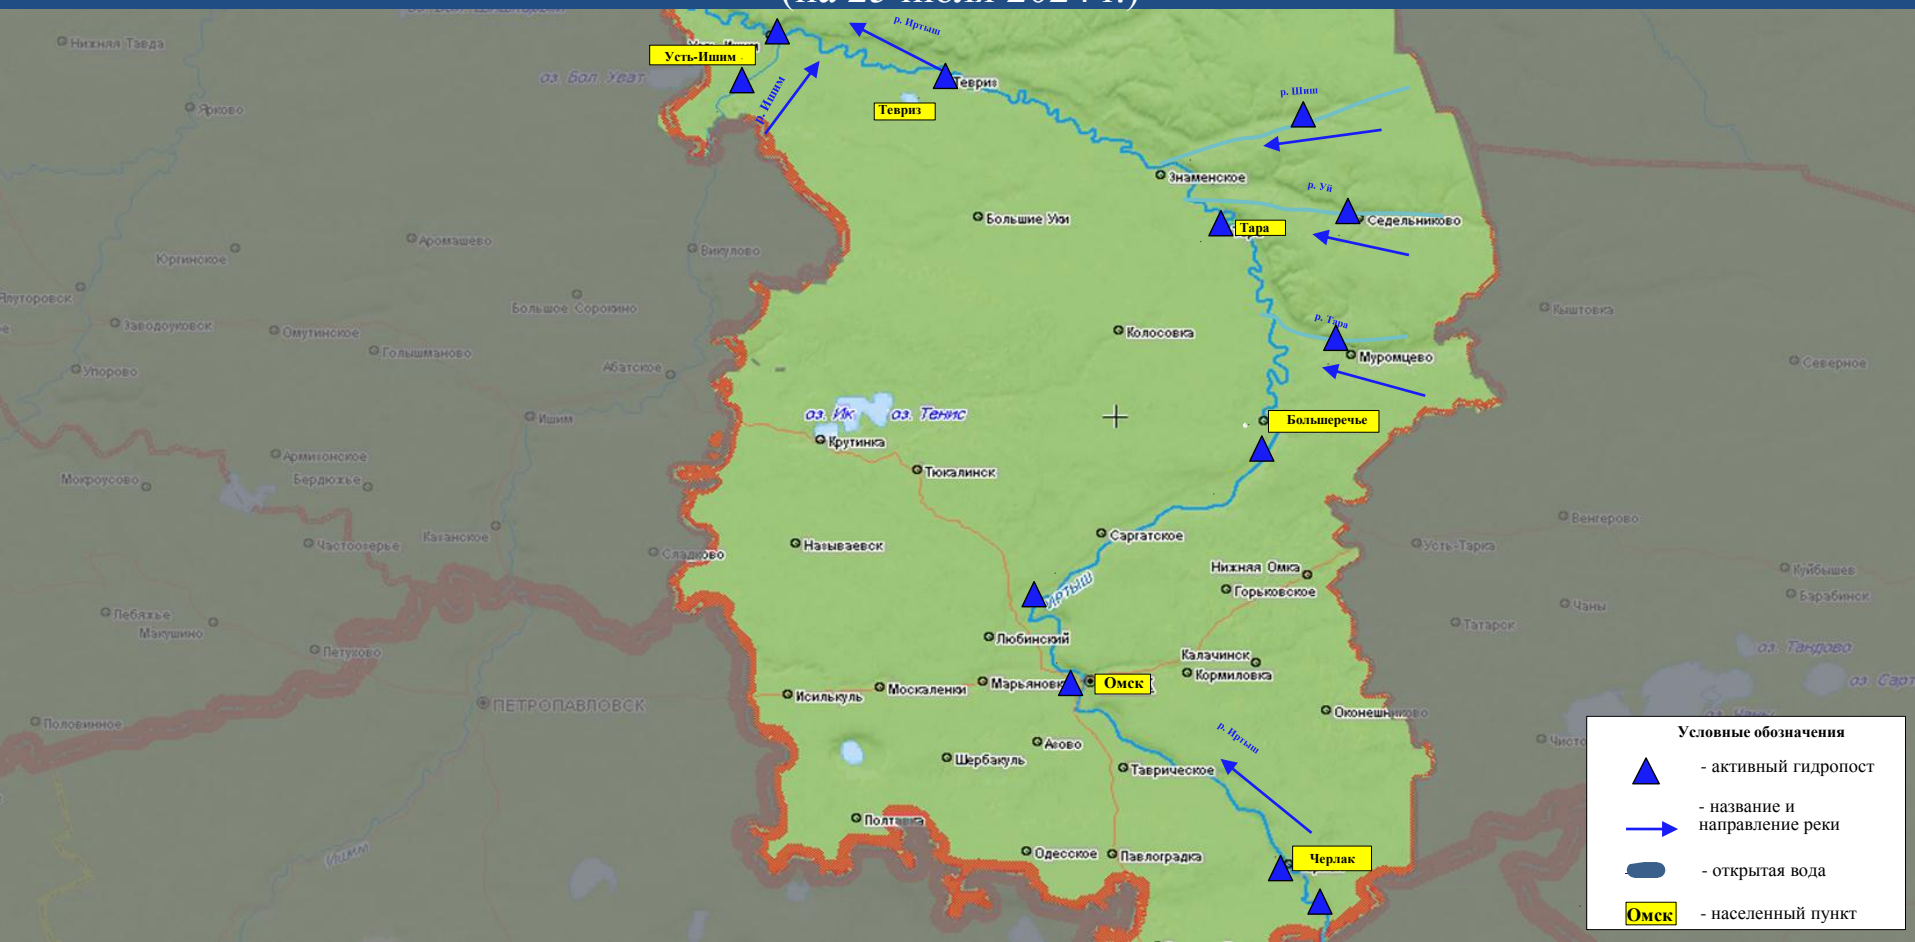 р. Иртыш
Усть-Ишим
Нижняя Тавда
оз. Бол. Уват
Тевриз
р. Ишим
Тевриз
р. Шиш
Ярково
Знаменское
р. Уй
Большие Уки
Седельниково
Тара
Аромашево
Викулово
Юргинское
Ялуторовск
Большое Сорокино
Кыштовка
р. Тара
Заводоуковск
Омутинское
Колосовка
Голышманово
Муромцево
Северное
Упорово
Абатское
оз. Ик
оз. Тенис
Ишим
Большеречье
Крутинка
Армизонское
Тюкалинск
Мокроусово
Бердюжье
Венгерово
Казанское
Саргатское
Частоозерье
Называевск
Усть-Тарка
Сладково
Нижняя Омка
Куйбышев
ИРТЫШ
Горьковское
Барабинск
Чаны
Лебяжье
Татарск
Макушино
Любинский
Петухово
Калачинск
оз. Тандово
Кормиловка
Марьяновк
Омск
Москаленки
Исилькуль
ПЕТРОПАВЛОВСК
Оконешниково
Половинное
р. Иртыш
Азово
Шербакуль
Таврическое
Полтавка
Ишим
Одесское
Павлоградка
Черлак
Условные обозначения
- активный гидропост
- название и
направление реки
- открытая вода
Омск
- населенный пункт